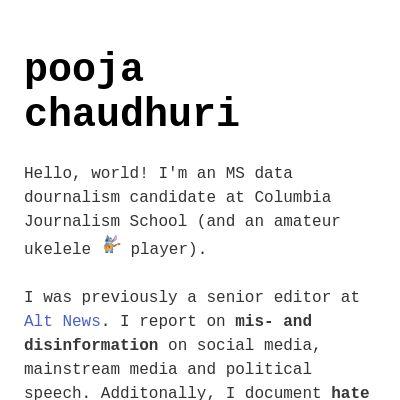 pooja
chaudhuri
Hello, world! I'm an MS data
dournalism candidate at Columbia
Journalism School (and an amateur
ukelele player).
I was previously a senior editor at
Alt News. I report on mis- and
disinformation on social media,
mainstream media and political
speech. Additonally, I document hate